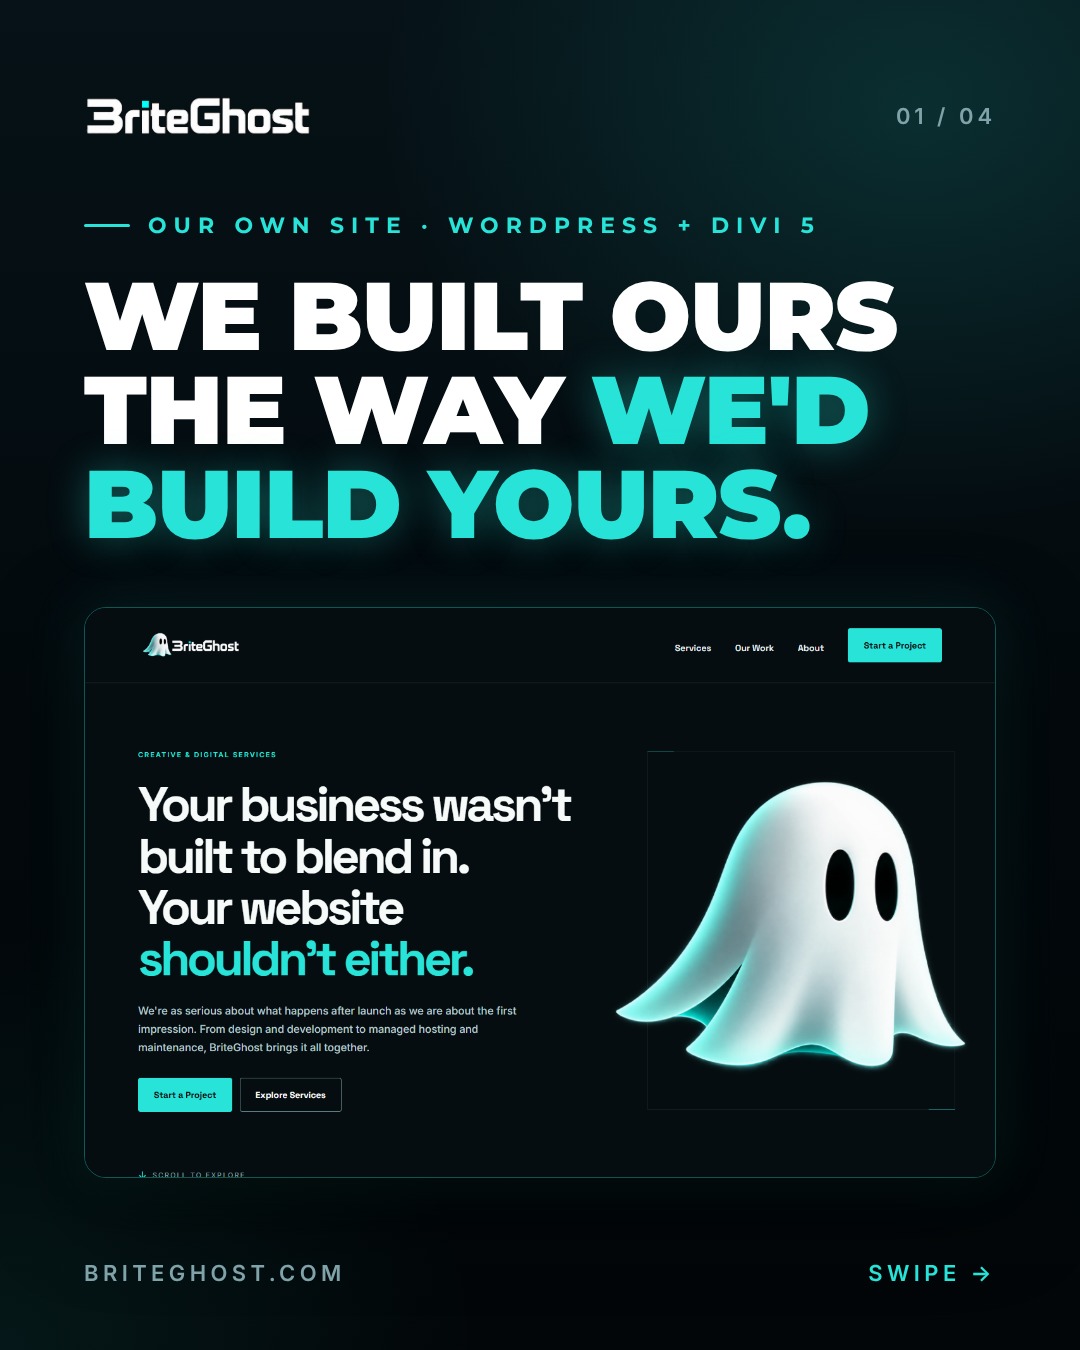 BriteGhost
01 / 04
OUR OWN SITE · WORDPRESS + DIVI 5
WE BUILT OURS
THE WAY WE'D
BUILD YOURS.
BriteGhost
Services
Our Work
About
Start a Project
CREATIVE & DIGITAL SERVICES
Your business wasn’t
built to blend in.
Your website
shouldn’t either.
We're as serious about what happens after launch as we are about the first
impression. From design and development to managed hosting and
maintenance, BriteGhost brings it all together.
Start a Project
Explore Services
↓ SCROLL TO EXPLORE
BRITEGHOST.COM
SWIPE →